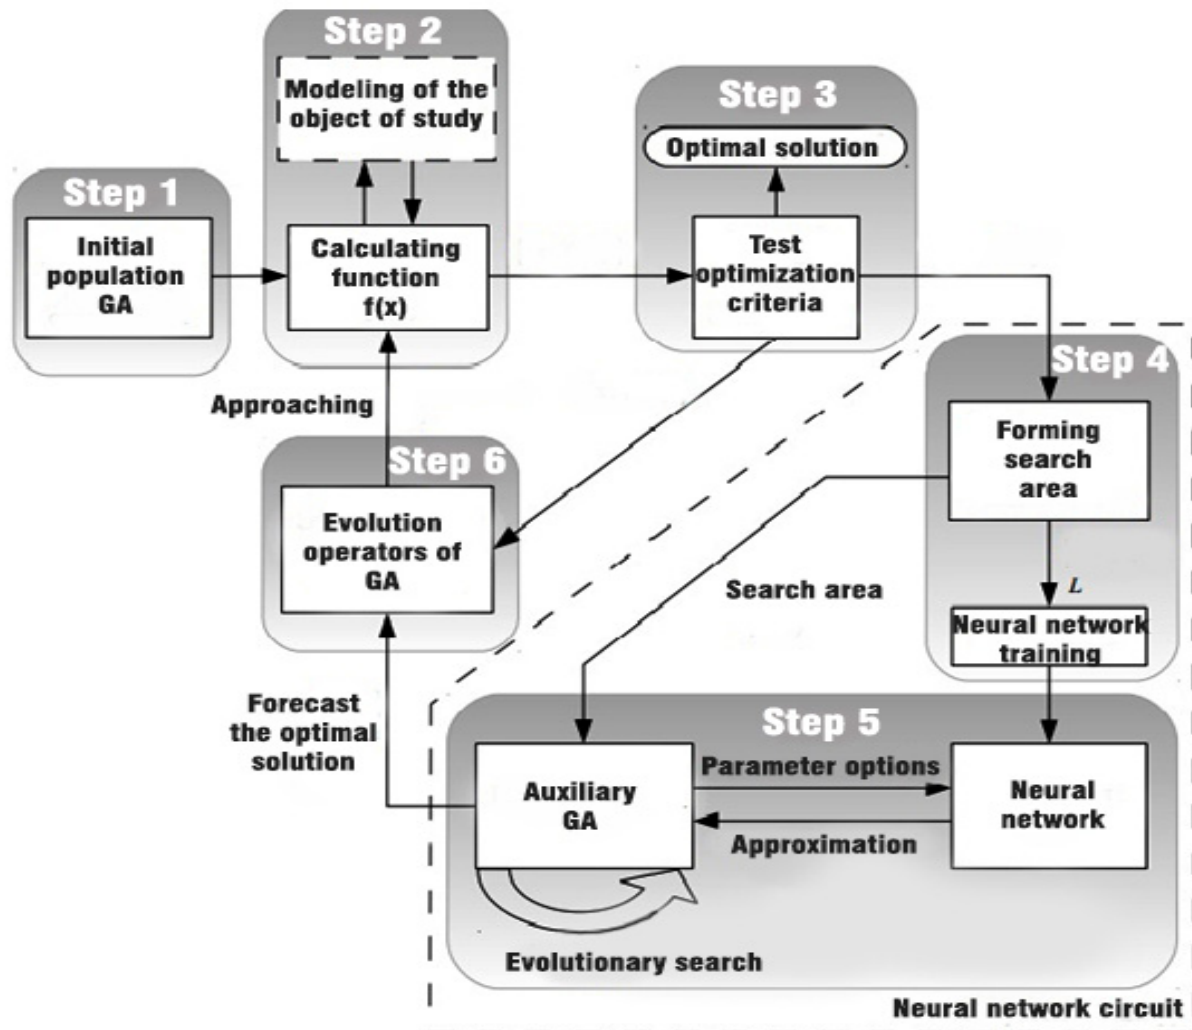 Step 1
Initial
population
GA
Step 2
Modeling of the
object of study
Calculating
function
f(x)
Step 3
Optimal solution
Test
optimization
criteria
Step 4
Forming
search
area
L
Neural network
training
Approaching
Step 6
Evolution
operators of
GA
Search area
Forecast
the optimal
solution
Step 5
Auxiliary
GA
Parameter options
Approximation
Neural
network
Evolutionary search
Neural network circuit